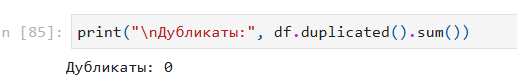 n [85]: print("\nДубликаты:", df.duplicated().sum())
Дубликаты: 0